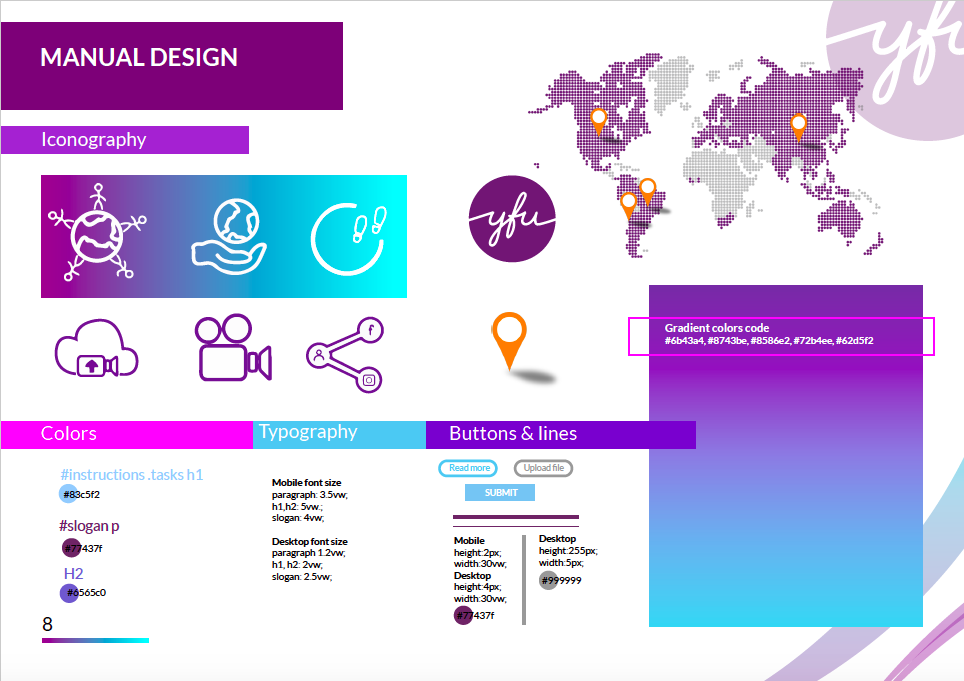 MANUAL DESIGN
yfu
Iconography
yfu
f
Gradient colors code
#6b43a4, #8743be, #8586e2, #72b4ee, #62d5f2
Colors
Typography
Buttons & lines
#instructions .tasks h1
#83c5f2
#slogan p
#77437f
H2
#6565c0
8
Mobile font size
paragraph: 3.5vw;
h1,h2: 5vw.;
slogan: 4vw;
Desktop font size
paragraph 1.2vw;
h1, h2: 2vw;
slogan: 2.5vw;
Read more
Upload file
SUBMIT
Mobile
height:2px;
width:30vw;
Desktop
height:4px;
width:30vw;
#77437f
Desktop
height:255px;
width:5px;
#999999